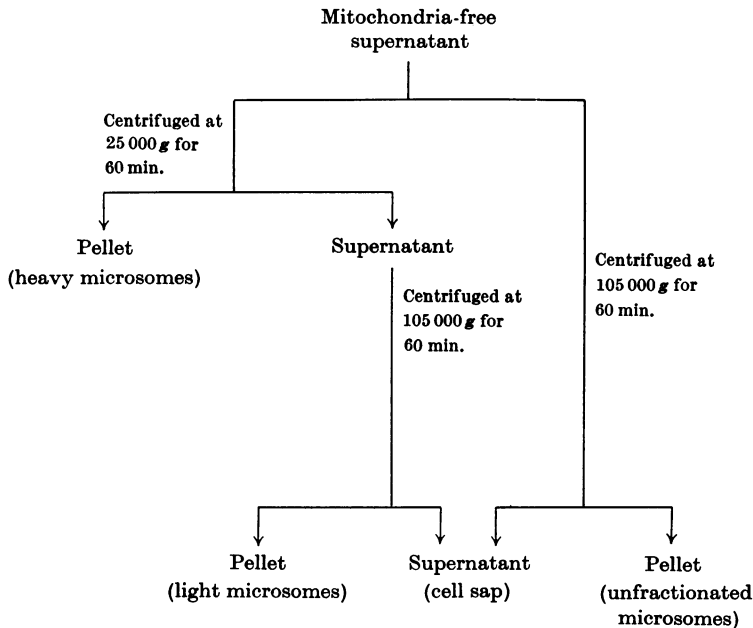 Mitochondria-free
supernatant
Centrifuged at
25 000 g for
60 min.
Pellet
(heavy microsomes)
Supernatant
Centrifuged at
105 000 g for
60 min.
Centrifuged at
105 000 g for
60 min.
Pellet
(light microsomes)
Supernatant
(cell sap)
Pellet
(unfractionated
microsomes)